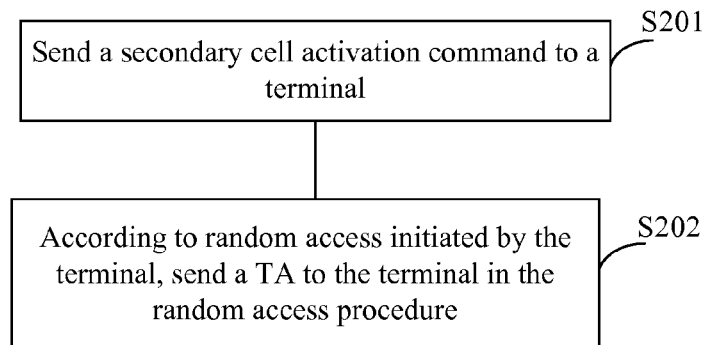 S201
Send a secondary cell activation command to a
terminal
S202
According to random access initiated by the
terminal, send a TA to the terminal in the
random access procedure